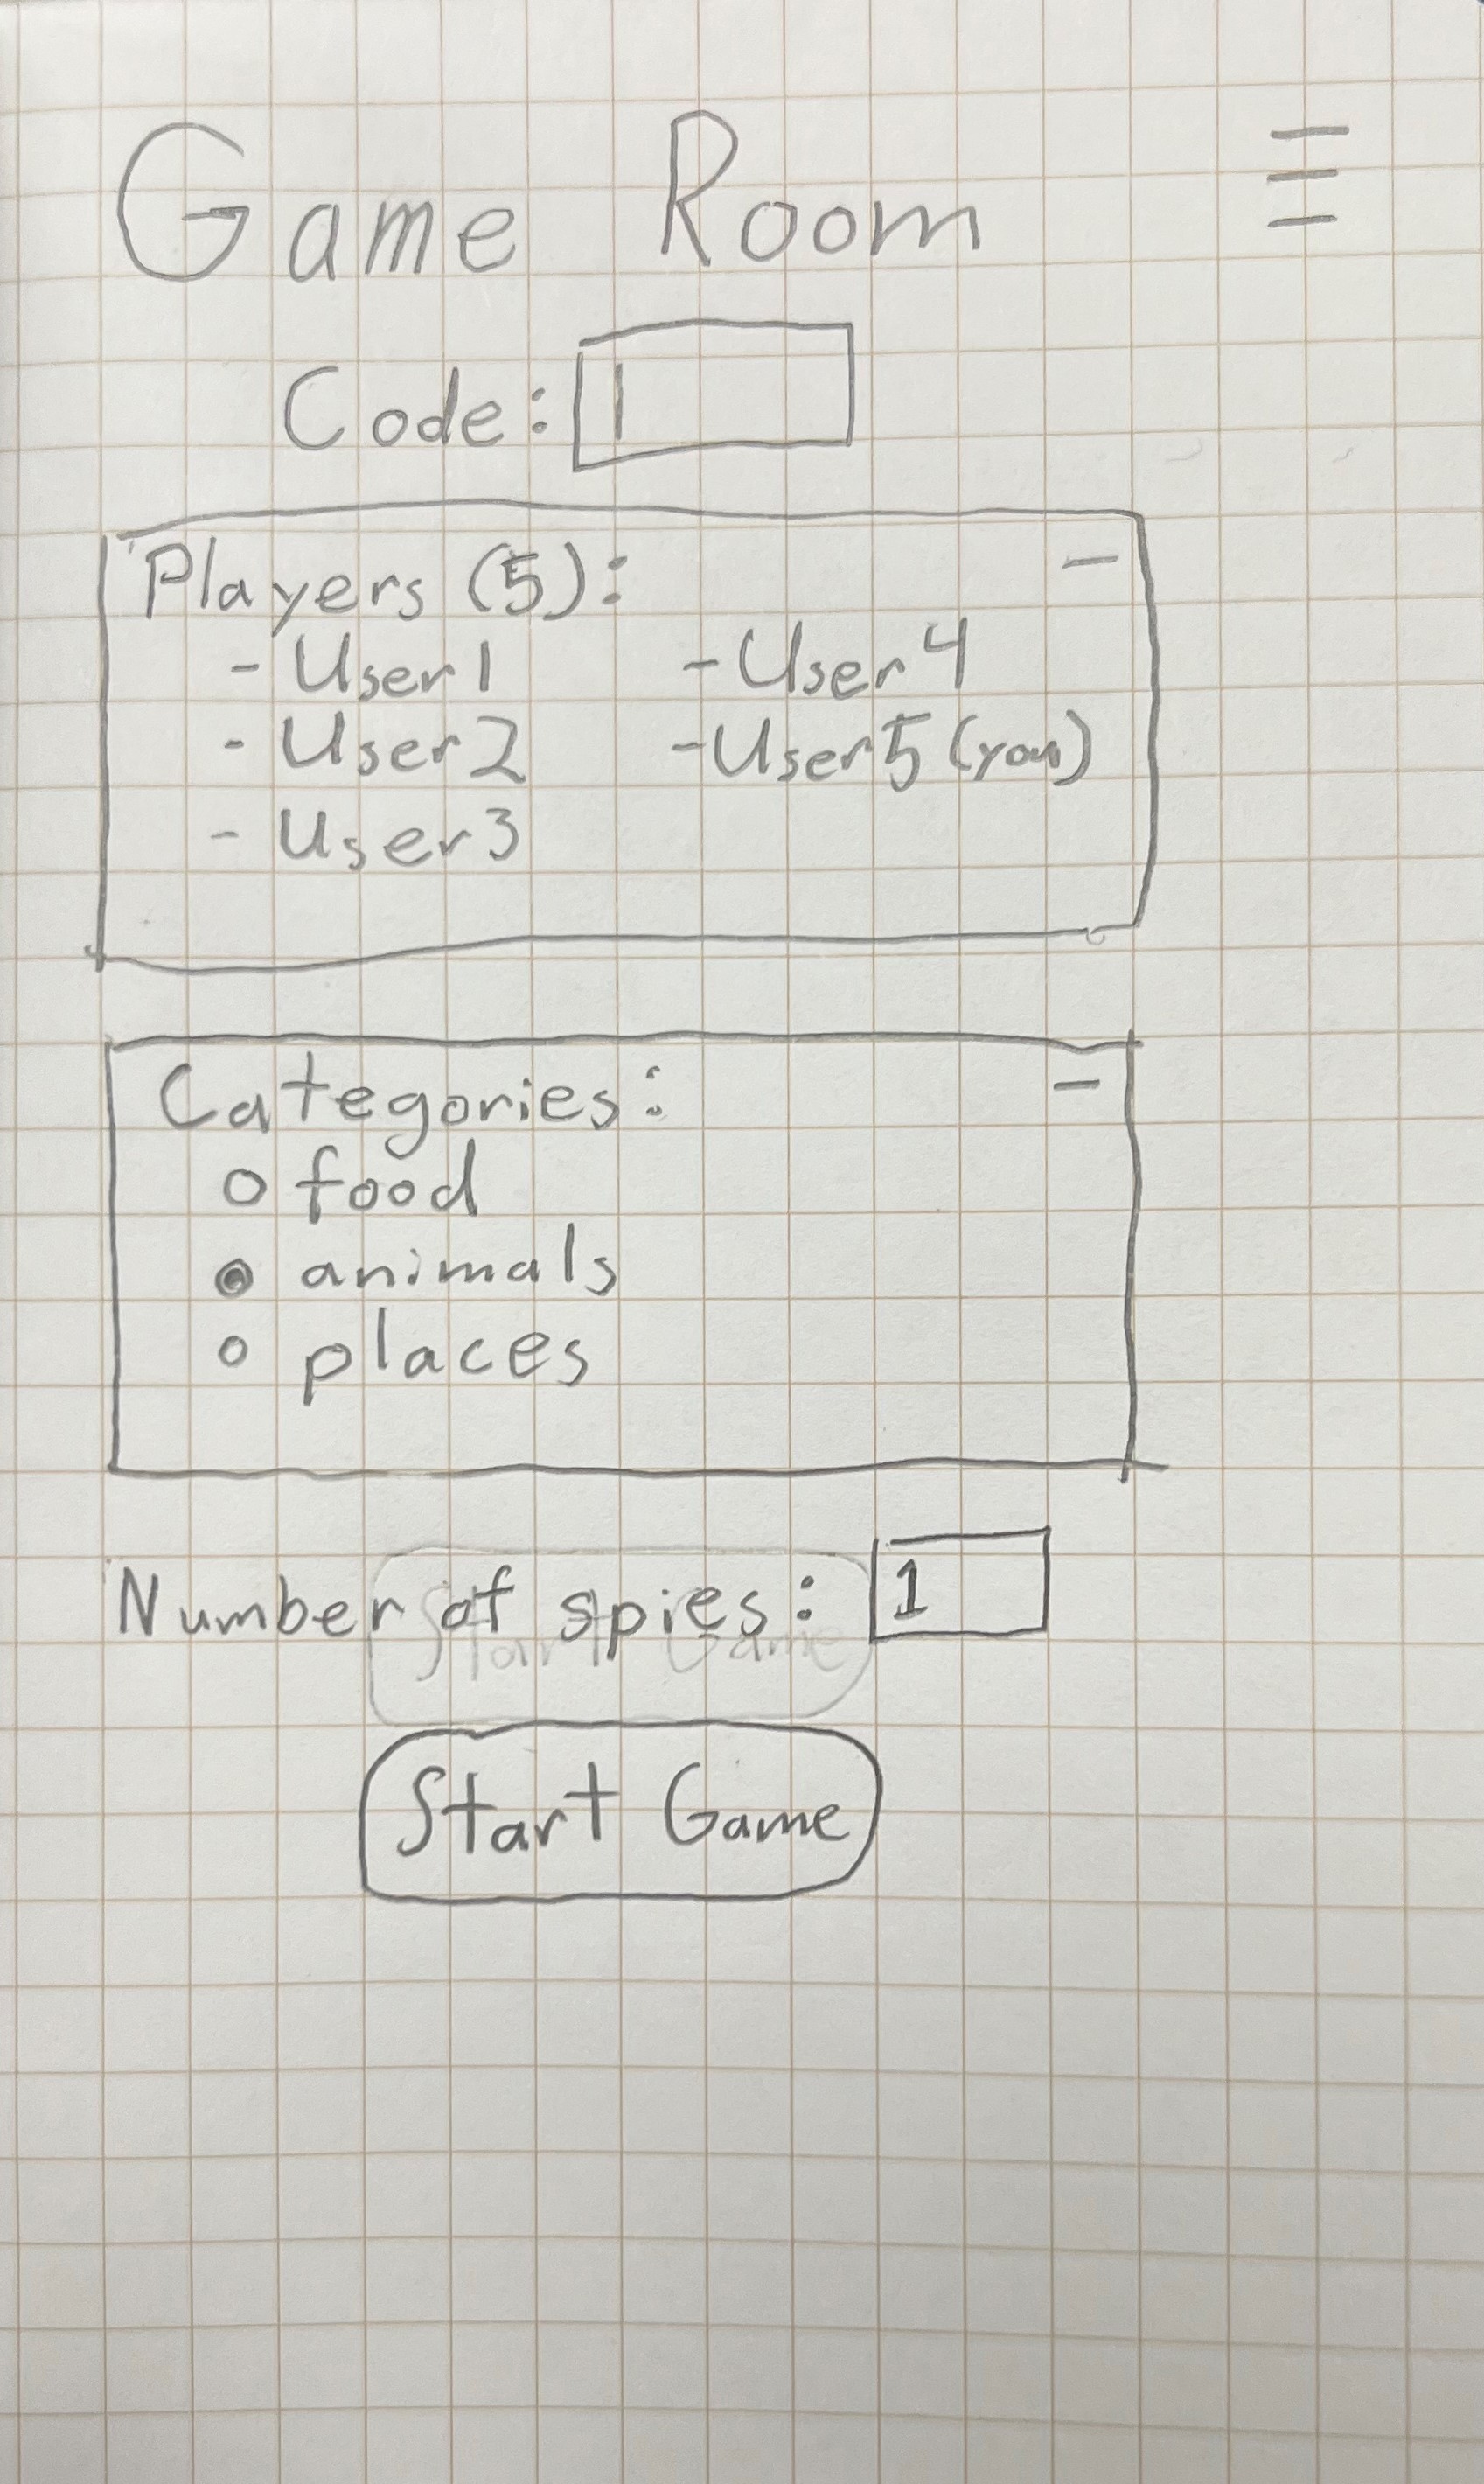 Game Room
Code:
Players (5):
- User1
- User2
- User3
- User4
- User5 (you)
Categories:
food
animals
places
Number of spies: 1
Start Game
Start Game